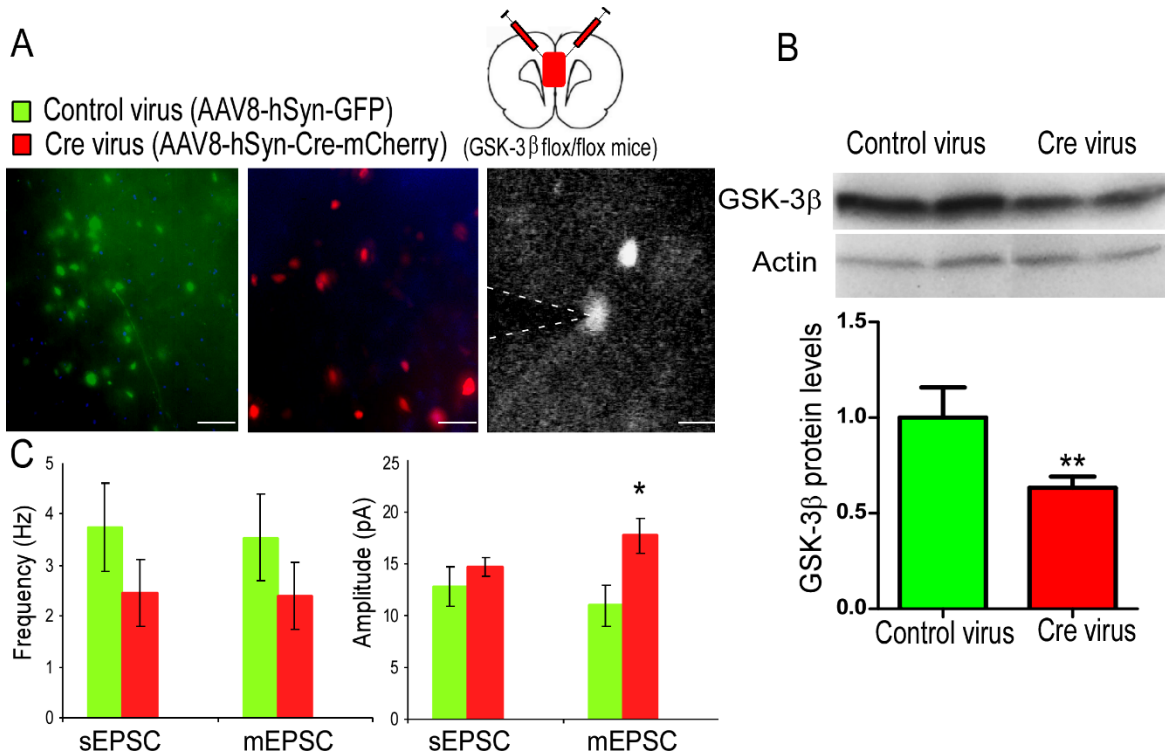 A
Control virus (AAV8-hSyn-GFP)
Cre virus (AAV8-hSyn-Cre-mCherry)
(GSK-3β flox/flox mice)
B
Control virus Cre virus
GSK-3β
Actin
GSK-3β protein levels
1.5
1.0
0.5
0.0
**
Control virus Cre virus
C
Frequency (Hz)
5
4
3
2
1
0
sEPSC mEPSC
Amplitude (pA)
25
20
15
10
5
0
*
sEPSC mEPSC